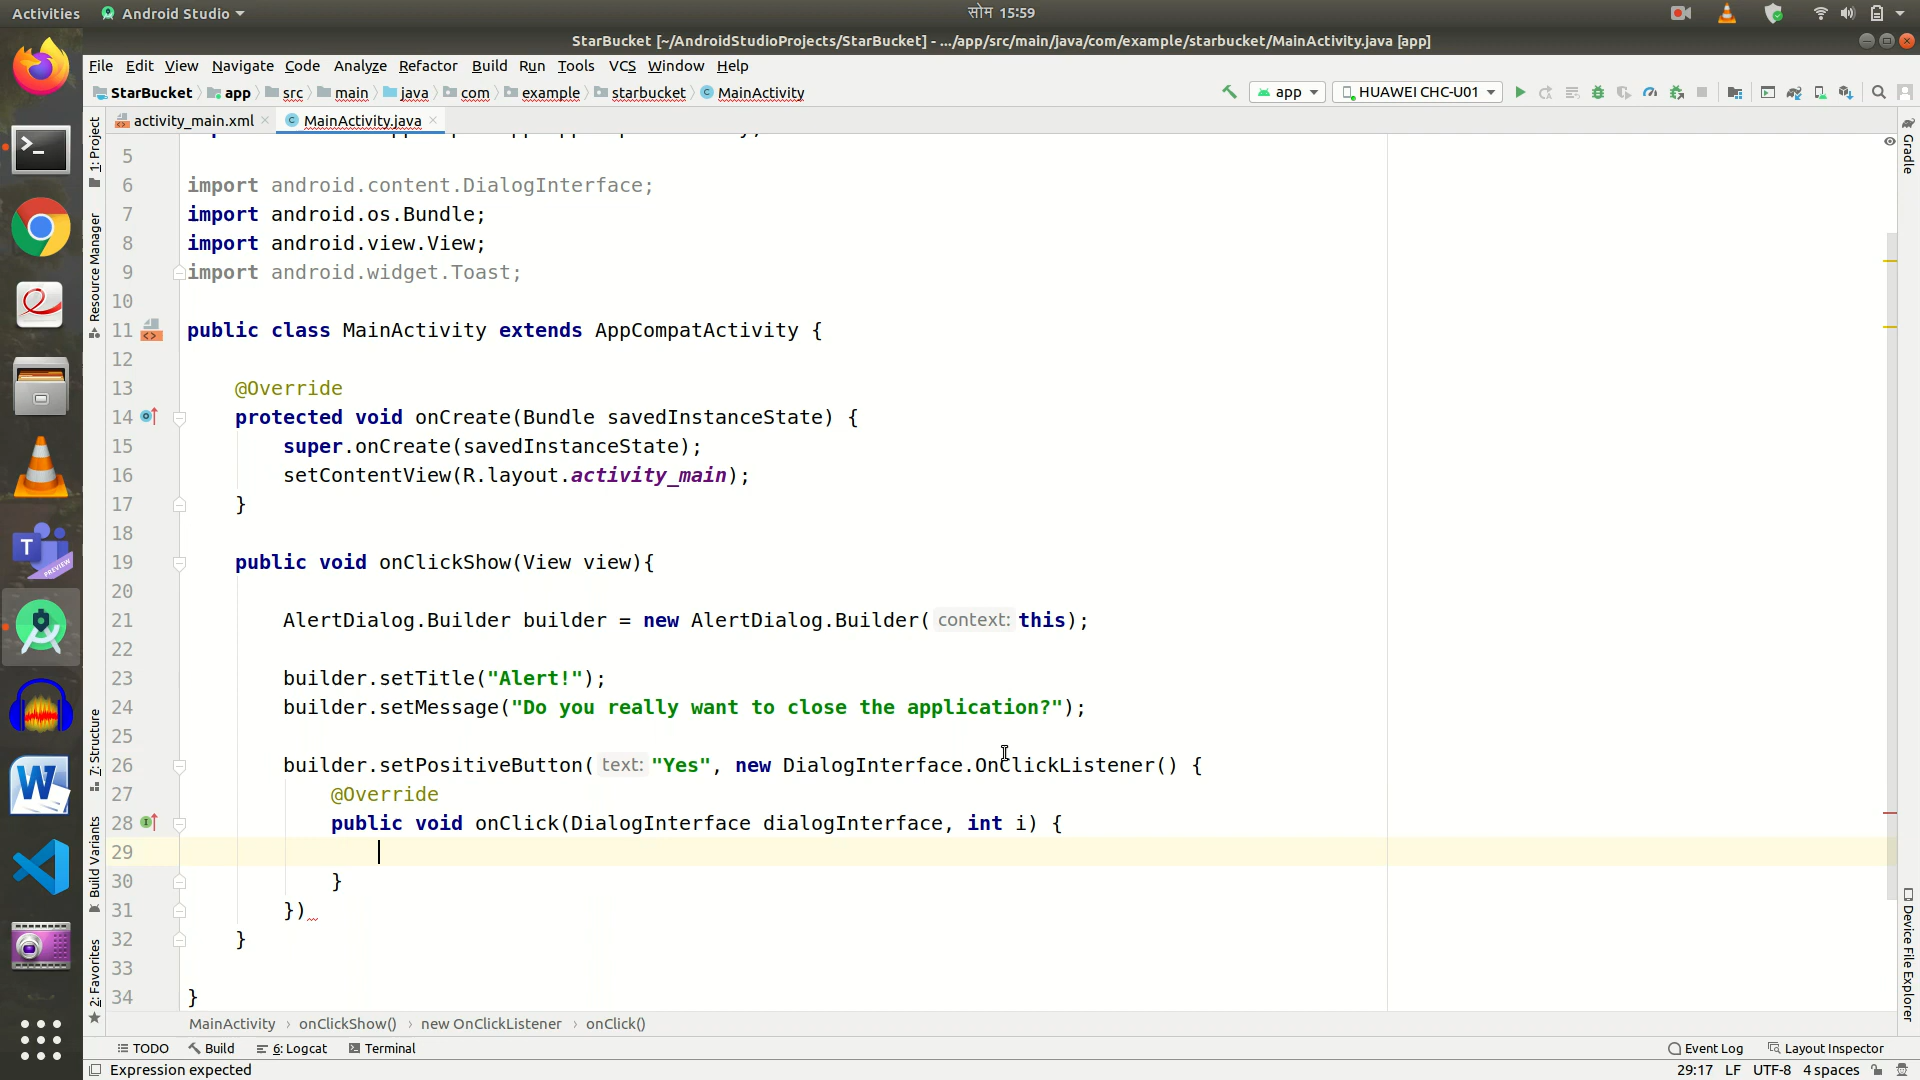 Activities Android Studio सोम 15:59
StarBucket [~/AndroidStudioProjects/StarBucket] - .../app/src/main/java/com/example/starbucket/MainActivity.java [app]
File Edit View Navigate Code Analyze Refactor Build Run Tools VCS Window Help
StarBucket app src main java com example starbucket MainActivity app HUAWEI CHC-U01
activity_main.xml MainActivity.java
5
6 import android.content.DialogInterface;
7 import android.os.Bundle;
8 import android.view.View;
9 import android.widget.Toast;
10
11 public class MainActivity extends AppCompatActivity {
12
13 @Override
14 protected void onCreate(Bundle savedInstanceState) {
15 super.onCreate(savedInstanceState);
16 setContentView(R.layout.activity_main);
17 }
18
19 public void onClickShow(View view){
20
21 AlertDialog.Builder builder = new AlertDialog.Builder( context: this);
22
23 builder.setTitle("Alert!");
24 builder.setMessage("Do you really want to close the application?");
25
26 builder.setPositiveButton( text: "Yes", new DialogInterface.OnClickListener() {
27 @Override
28 public void onClick(DialogInterface dialogInterface, int i) {
29
30 }
31 })
32 }
33
34 }
MainActivity › onClickShow() › new OnClickListener › onClick()
TODO Build 6: Logcat Terminal Event Log Layout Inspector
Expression expected 29:17 LF UTF-8 4 spaces
1: Project
Resource Manager
7: Structure
Build Variants
2: Favorites
Gradle
Device File Explorer
T
PREVIEW
W